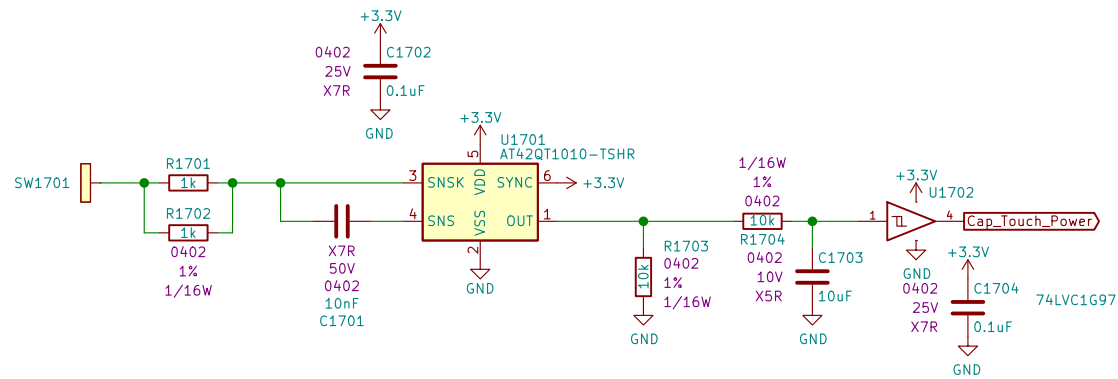 +3.3V
0402
25V
X7R
C1702
0.1uF
GND
+3.3V
U1701
AT42QT1010-TSHR
SW1701
R1701
1k
R1702
1k
0402
1%
1/16W
3
SNSK
4
SNS
5
VDD
VSS
2
SYNC
6
+3.3V
OUT
1
GND
X7R
50V
0402
10nF
C1701
10k
R1703
0402
1%
1/16W
GND
1/16W
1%
0402
10k
R1704
0402
10V
X5R
C1703
10uF
GND
+3.3V
U1702
1
4
Cap_Touch_Power
GND
+3.3V
0402
25V
X7R
C1704
0.1uF
GND
74LVC1G97